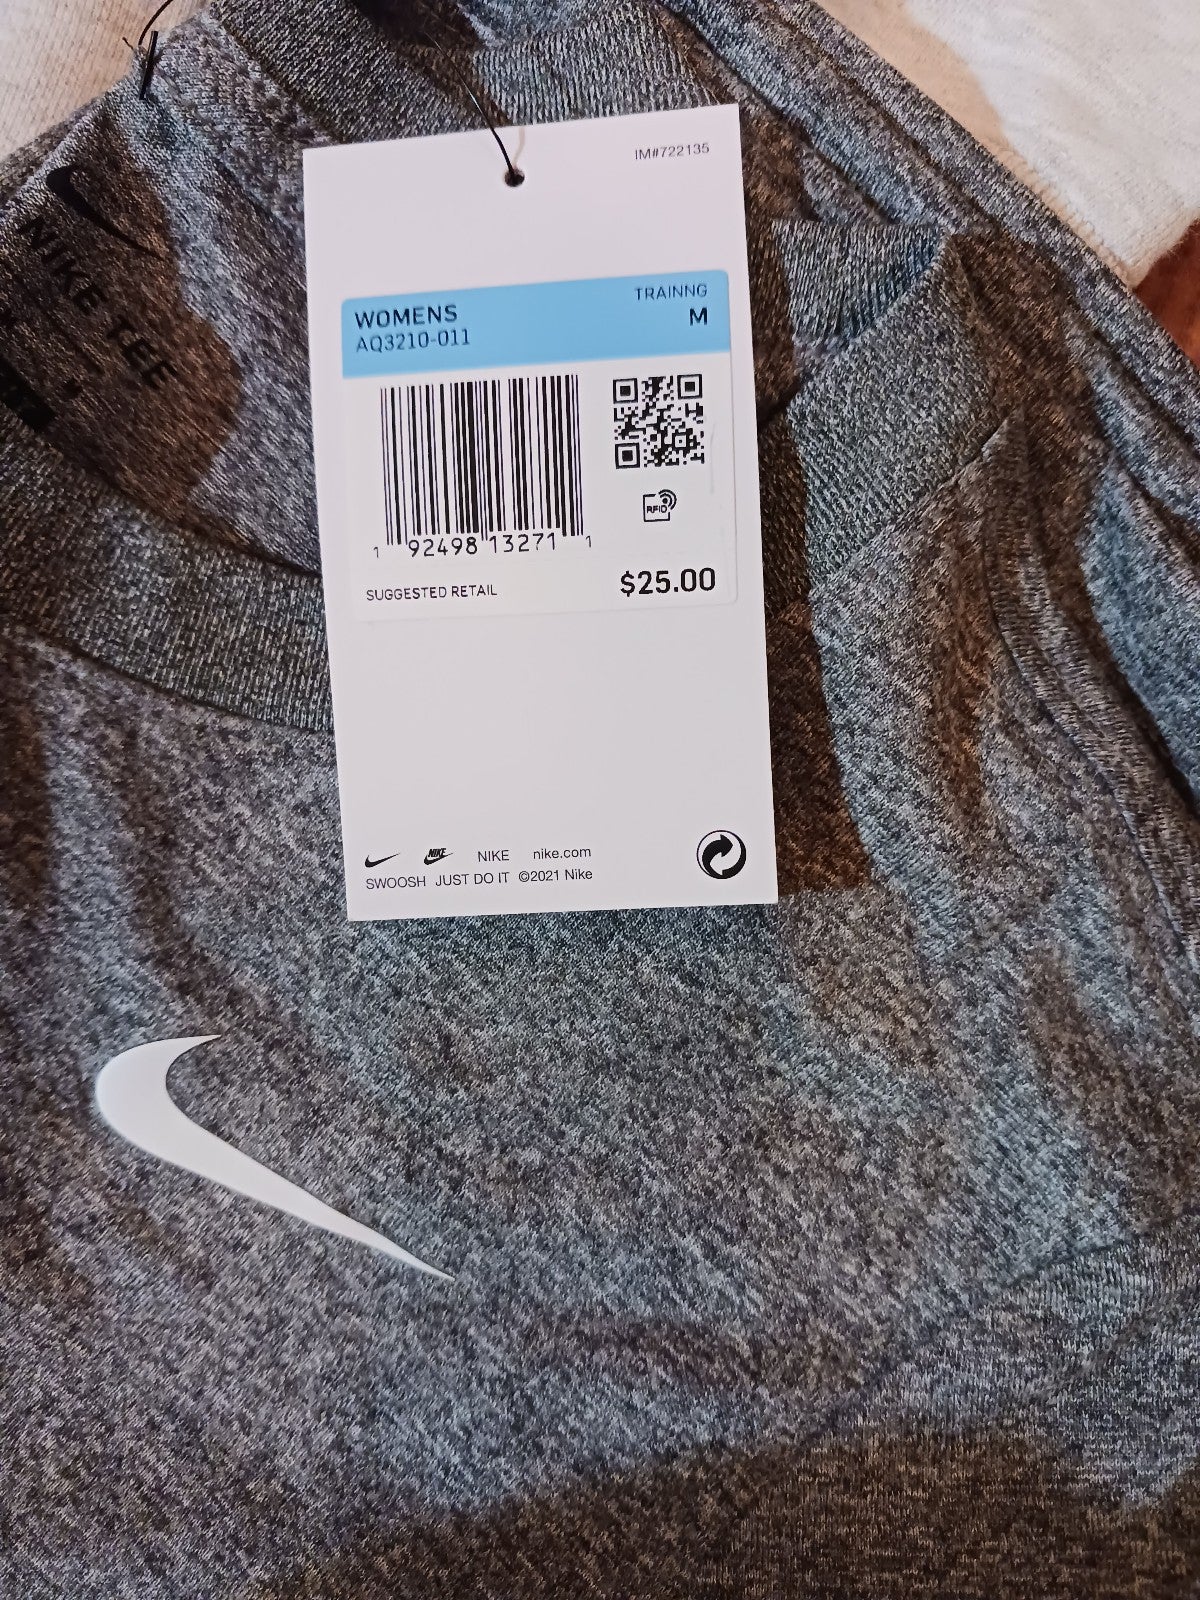 IM#722135
WOMENS
TRAINNG
AQ3210-011
M
1 92498 13271 1
RFID
SUGGESTED RETAIL
$25.00
NIKE NIKE nike.com
SWOOSH JUST DO IT ©2021 Nike
NIKE TEE